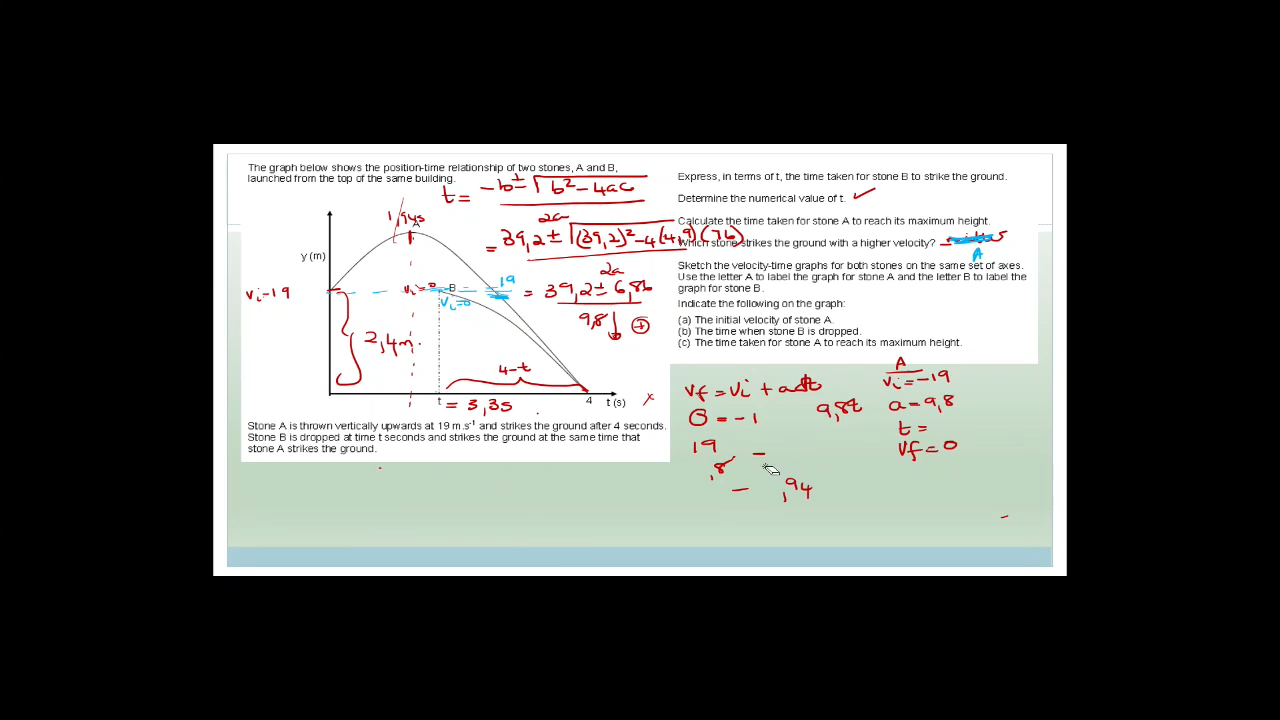 The graph below shows the position-time relationship of two stones, A and B,
launched from the top of the same building.
t = -b ± √b² - 4ac
2a
= 39,2 ± √(39,2)² - 4(4,9)(76)
2a
= 39,2 ± 6,86
9,8 ↓ ⊕
1,94s
A
y (m)
vi = 19
vi = 0
B
-19
vi = 0
2,4m.
4-t
t
= 3,3s
4
t (s)
x
Stone A is thrown vertically upwards at 19 m.s⁻¹ and strikes the ground after 4 seconds.
Stone B is dropped at time t seconds and strikes the ground at the same time that
stone A strikes the ground.
Express, in terms of t, the time taken for stone B to strike the ground.
Determine the numerical value of t. ✓
Calculate the time taken for stone A to reach its maximum height.
Which stone strikes the ground with a higher velocity?
A
Sketch the velocity-time graphs for both stones on the same set of axes.
Use the letter A to label the graph for stone A and the letter B to label the
graph for stone B.
Indicate the following on the graph:
(a) The initial velocity of stone A.
(b) The time when stone B is dropped.
(c) The time taken for stone A to reach its maximum height.
vf = vi + a t
0 = -1 9,8t
19 -
,8
- ,94
A
vi = -19
a = 9,8
t =
vf = 0